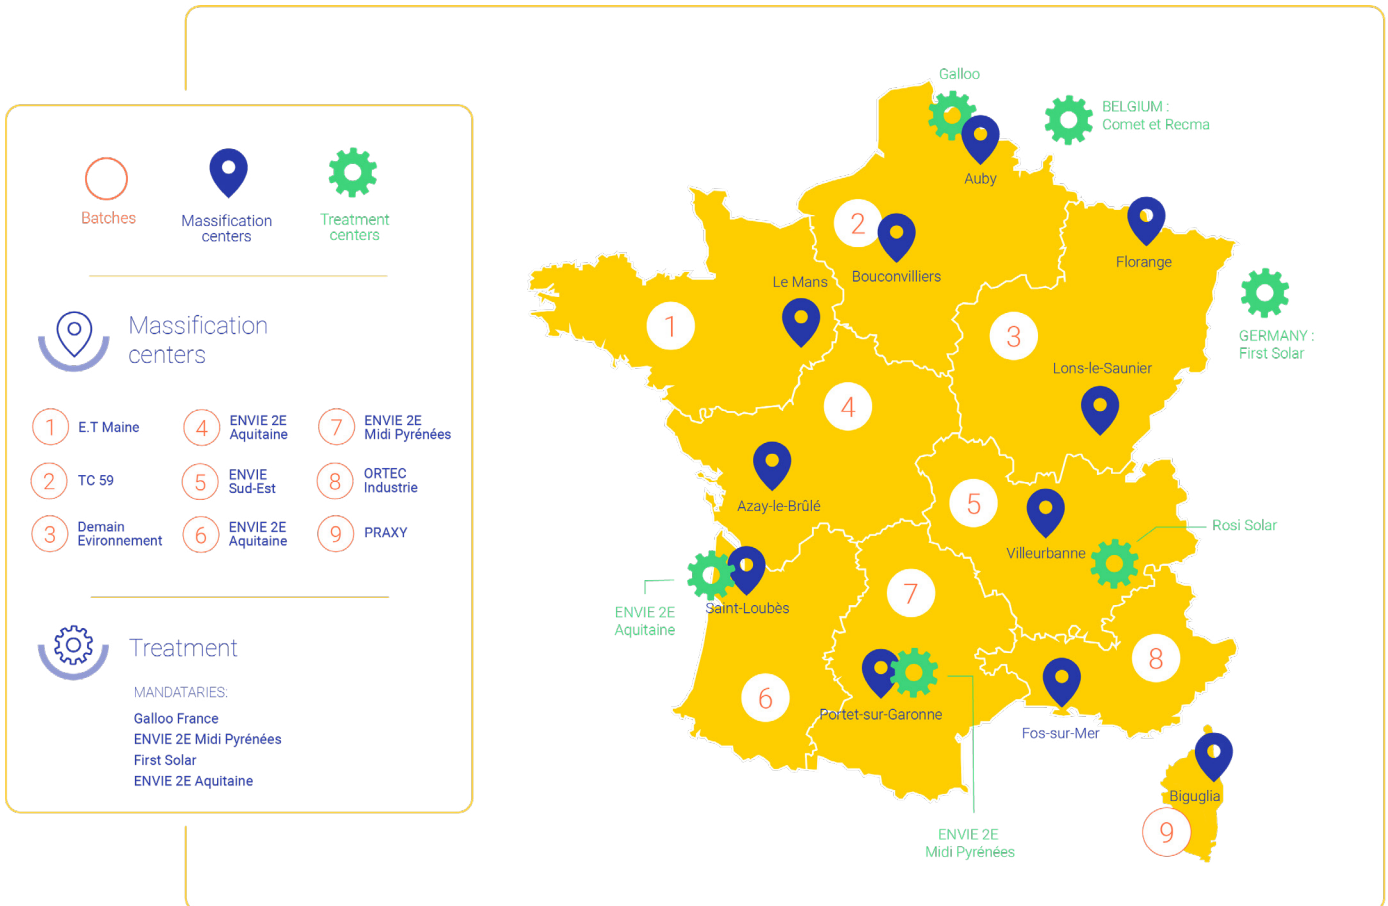 Batches
Massification
centers
Treatment
centers
Massification
centers
1 E.T Maine
4 ENVIE 2E
Aquitaine
7 ENVIE 2E
Midi Pyrénées
2 TC 59
5 ENVIE
Sud-Est
8 ORTEC
Industrie
3 Demain
Evironnement
6 ENVIE 2E
Aquitaine
9 PRAXY
Treatment
MANDATARIES:
Galloo France
ENVIE 2E Midi Pyrénées
First Solar
ENVIE 2E Aquitaine
Galloo
BELGIUM :
Comet et Recma
Auby
2
Bouconvilliers
Florange
Le Mans
1
3
GERMANY :
First Solar
Lons-le-Saunier
4
Azay-le-Brûlé
5
Villeurbanne
Rosi Solar
Saint-Loubès
ENVIE 2E
Aquitaine
7
8
6
Portet-sur-Garonne
Fos-sur-Mer
Biguglia
9
ENVIE 2E
Midi Pyrénées